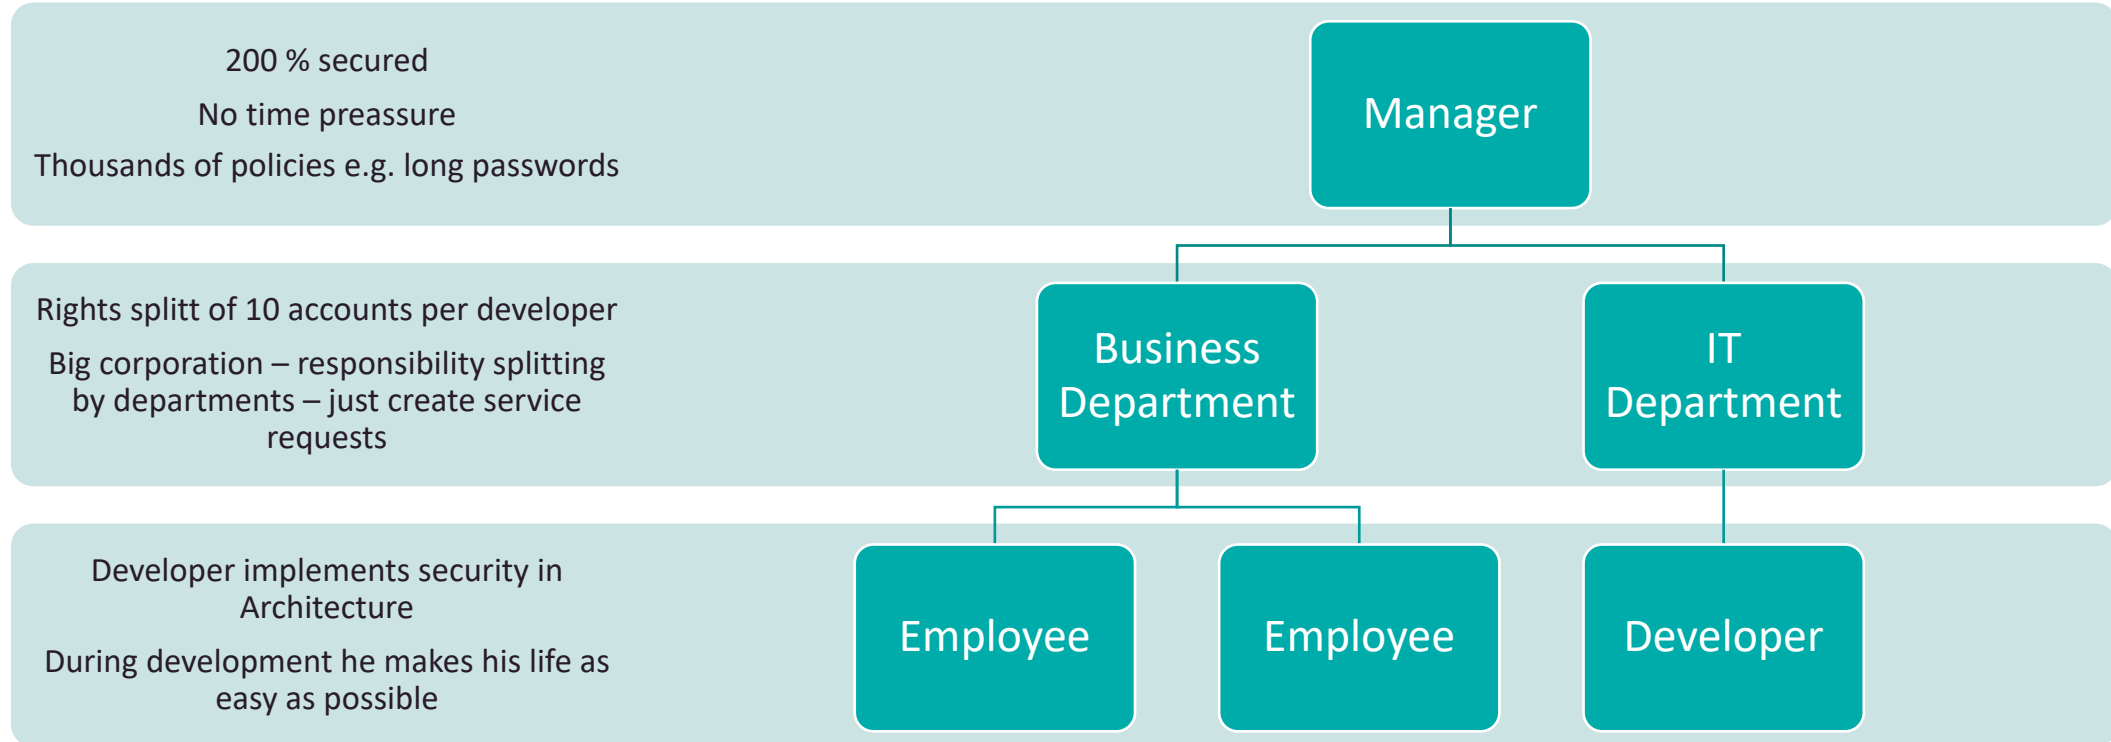 200 % secured
No time preassure
Thousands of policies e.g. long passwords
Manager
Rights splitt of 10 accounts per developer
Big corporation – responsibility splitting
by departments – just create service
requests
Business
Department
IT
Department
Developer implements security in
Architecture
During development he makes his life as
easy as possible
Employee
Employee
Developer